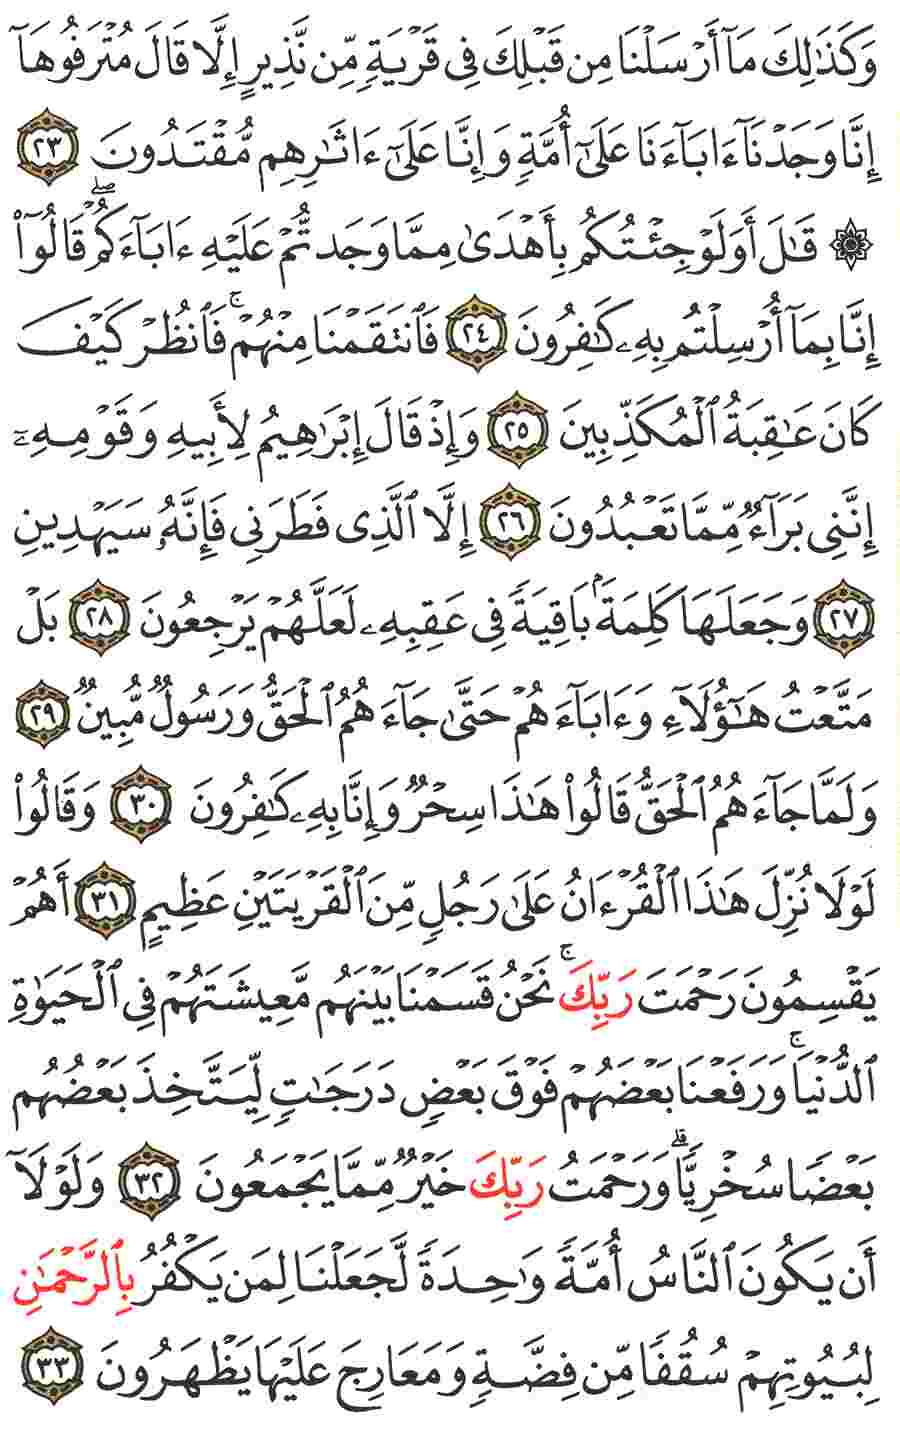 وَكَذَٰلِكَ مَآ أَرۡسَلۡنَا مِن قَبۡلِكَ فِي قَرۡيَةٖ مِّن نَّذِيرٍ إِلَّا قَالَ مُتۡرَفُوهَآ
إِنَّا وَجَدۡنَآ ءَابَآءَنَا عَلَىٰٓ أُمَّةٖ وَإِنَّا عَلَىٰٓ ءَاثَٰرِهِم مُّقۡتَدُونَ ٢٣
۞ قَٰلَ أَوَلَوۡ جِئۡتُكُم بِأَهۡدَىٰ مِمَّا وَجَدتُّمۡ عَلَيۡهِ ءَابَآءَكُمۡۖ قَالُوٓاْ
إِنَّا بِمَآ أُرۡسِلۡتُم بِهِۦ كَٰفِرُونَ ٢٤ فَٱنتَقَمۡنَا مِنۡهُمۡۖ فَٱنظُرۡ كَيۡفَ
كَانَ عَٰقِبَةُ ٱلۡمُكَذِّبِينَ ٢٥ وَإِذۡ قَالَ إِبۡرَٰهِيمُ لِأَبِيهِ وَقَوۡمِهِۦٓ
إِنَّنِي بَرَآءٞ مِّمَّا تَعۡبُدُونَ ٢٦ إِلَّا ٱلَّذِي فَطَرَنِي فَإِنَّهُۥ سَيَهۡدِينِ
٢٧ وَجَعَلَهَا كَلِمَةَۢ بَاقِيَةٗ فِي عَقِبِهِۦ لَعَلَّهُمۡ يَرۡجِعُونَ ٢٨ بَلۡ
مَتَّعۡتُ هَٰٓؤُلَآءِ وَءَابَآءَهُمۡ حَتَّىٰ جَآءَهُمُ ٱلۡحَقُّ وَرَسُولٞ مُّبِينٞ ٢٩
وَلَمَّا جَآءَهُمُ ٱلۡحَقُّ قَالُواْ هَٰذَا سِحۡرٞ وَإِنَّا بِهِۦ كَٰفِرُونَ ٣٠ وَقَالُواْ
لَوۡلَا نُزِّلَ هَٰذَا ٱلۡقُرۡءَانُ عَلَىٰ رَجُلٖ مِّنَ ٱلۡقَرۡيَتَيۡنِ عَظِيمٍ ٣١ أَهُمۡ
يَقۡسِمُونَ رَحۡمَتَ رَبِّكَۚ نَحۡنُ قَسَمۡنَا بَيۡنَهُم مَّعِيشَتَهُمۡ فِي ٱلۡحَيَوٰةِ
ٱلدُّنۡيَاۚ وَرَفَعۡنَا بَعۡضَهُمۡ فَوۡقَ بَعۡضٖ دَرَجَٰتٖ لِّيَتَّخِذَ بَعۡضُهُم
بَعۡضٗا سُخۡرِيّٗاۗ وَرَحۡمَتُ رَبِّكَ خَيۡرٞ مِّمَّا يَجۡمَعُونَ ٣٢ وَلَوۡلَآ
أَن يَكُونَ ٱلنَّاسُ أُمَّةٗ وَٰحِدَةٗ لَّجَعَلۡنَا لِمَن يَكۡفُرُ بِٱلرَّحۡمَٰنِ
لِبُيُوتِهِمۡ سُقُفٗا مِّن فِضَّةٖ وَمَعَارِجَ عَلَيۡهَا يَظۡهَرُونَ ٣٣